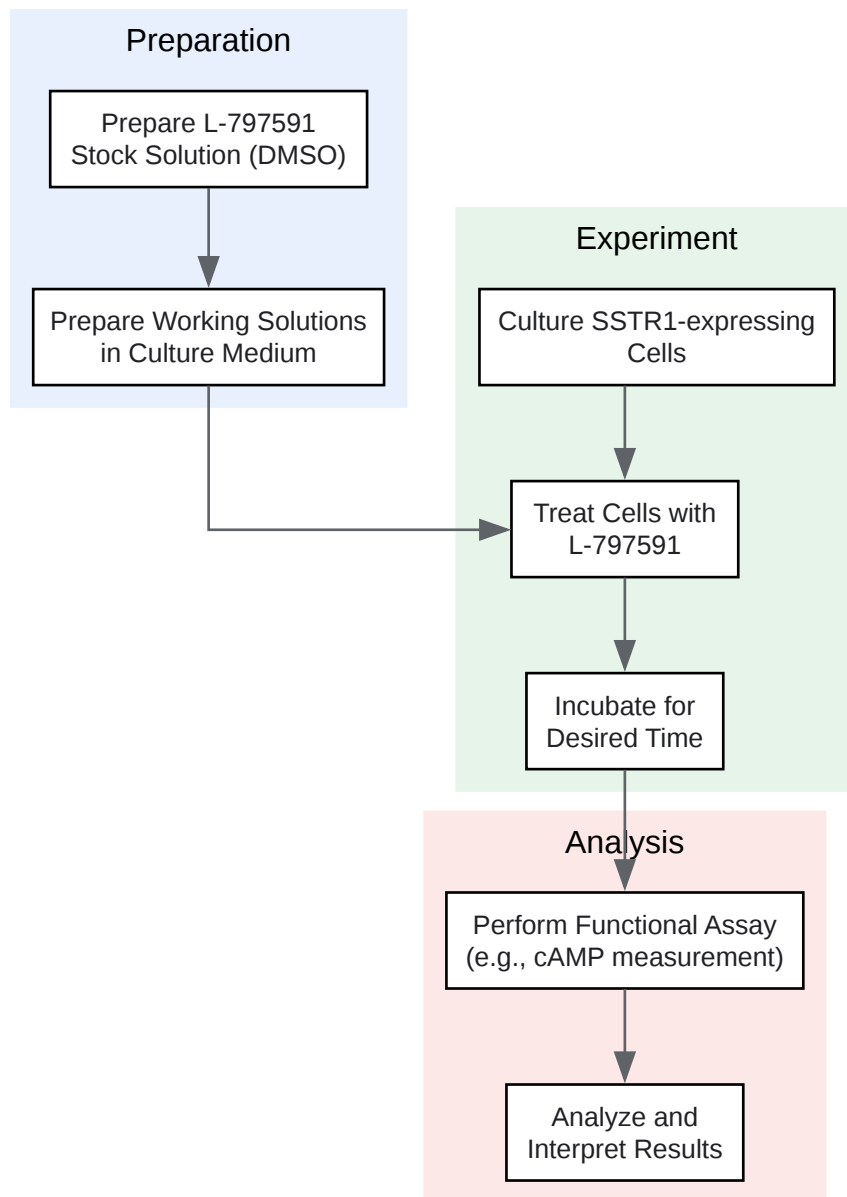 Preparation
Prepare L-797591
Stock Solution (DMSO)
Prepare Working Solutions
in Culture Medium
Experiment
Culture SSTR1-expressing
Cells
Treat Cells with
L-797591
Incubate for
Desired Time
Analysis
Perform Functional Assay
(e.g., cAMP measurement)
Analyze and
Interpret Results